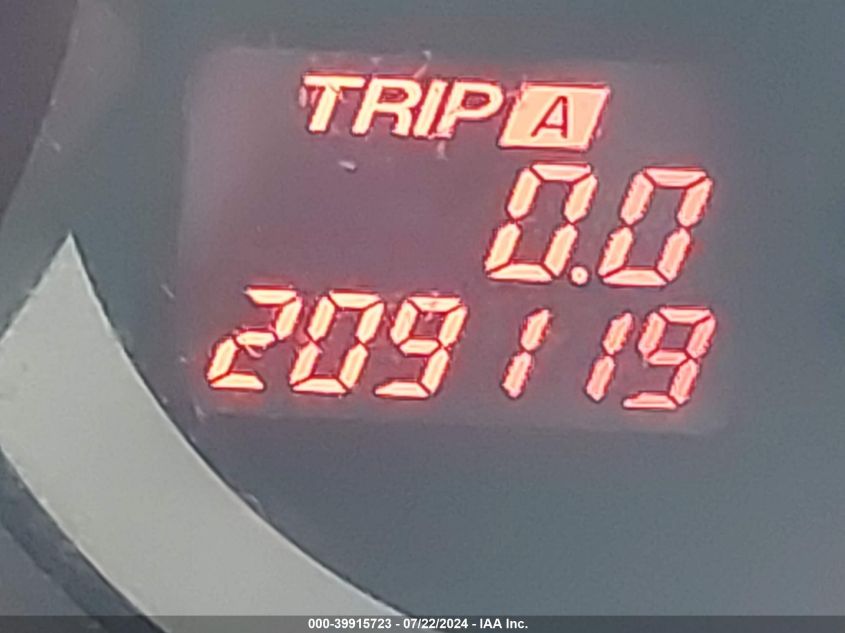 TRIP A
0.0
209119
000-39915723 - 07/22/2024 - IAA Inc.